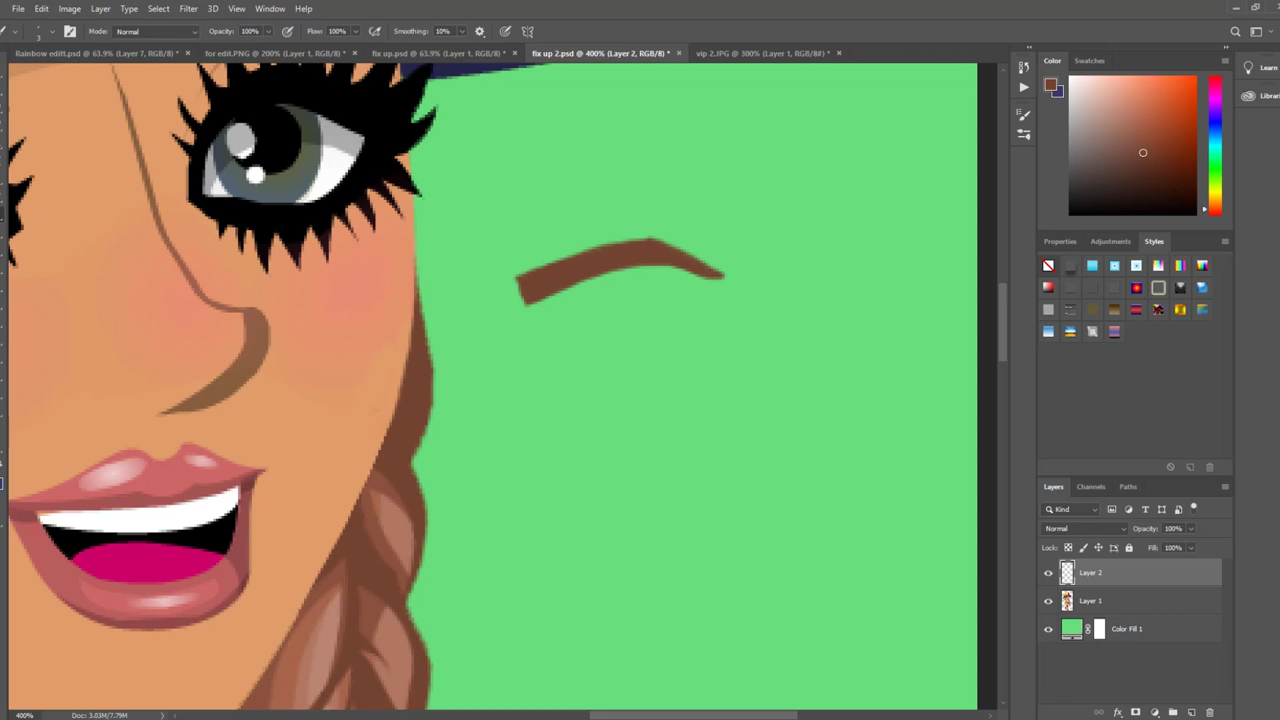 File Edit Image Layer Type Select Filter 3D View Window Help
3 Mode: Normal Opacity: 100% Flow: 100% Smoothing: 10%
Rainbow editt.psd @ 63.9% (Layer 7, RGB/8) * × for edit.PNG @ 200% (Layer 1, RGB/8) * × fix up.psd @ 63.9% (Layer 1, RGB/8) * × fix up 2.psd @ 400% (Layer 2, RGB/8) * × vip 2.JPG @ 300% (Layer 1, RGB/8#) * ×
Color Swatches
Learn
Librari
Properties Adjustments Styles
Layers Channels Paths
Kind
Normal Opacity: 100%
Lock: Fill: 100%
Layer 2
Layer 1
Color Fill 1
fx
400% Doc: 3.03M/7.79M